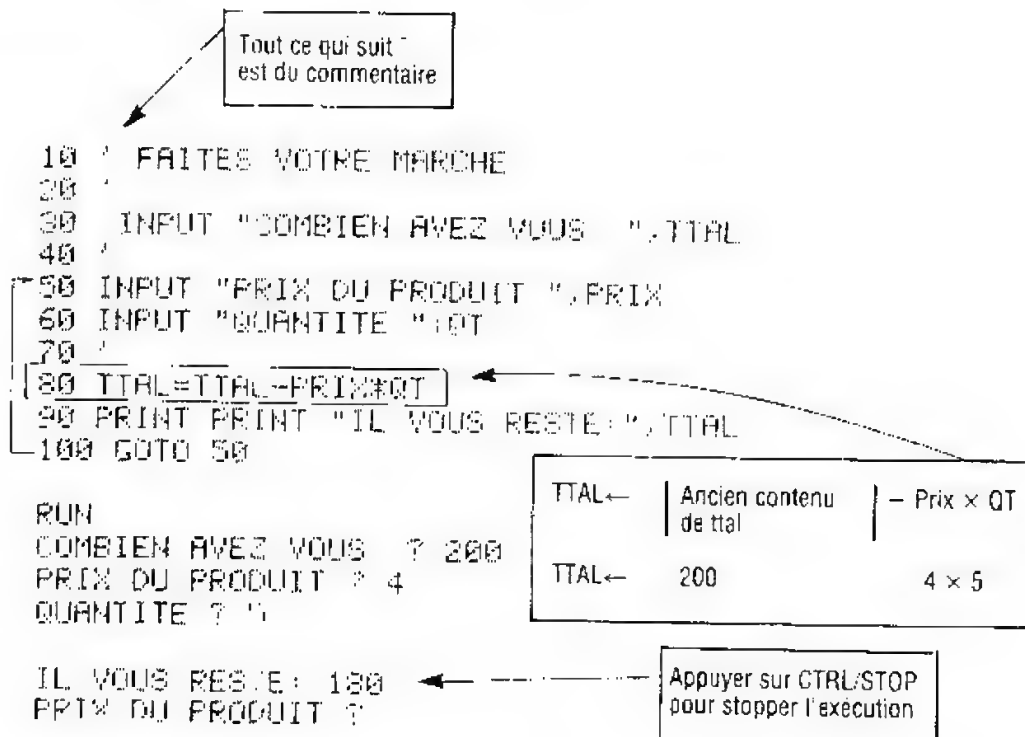 Tout ce qui suit '
est du commentaire
10 ' FAITES VOTRE MARCHE
20 '
30 INPUT "COMBIEN AVEZ VOUS ";TTAL
40 '
50 INPUT "PRIX DU PRODUIT ";PRIX
60 INPUT "QUANTITE ";QT
70 '
80 TTAL=TTAL-PRIX*QT
90 PRINT PRINT "IL VOUS RESTE:";TTAL
100 GOTO 50
TTAL← | Ancien contenu | – Prix × QT
de ttal
TTAL← 200 4 × 5
RUN
COMBIEN AVEZ VOUS ? 200
PRIX DU PRODUIT ? 4
QUANTITE ? 5
IL VOUS RESTE: 180
PRIX DU PRODUIT ?
Appuyer sur CTRL/STOP
pour stopper l'exécution